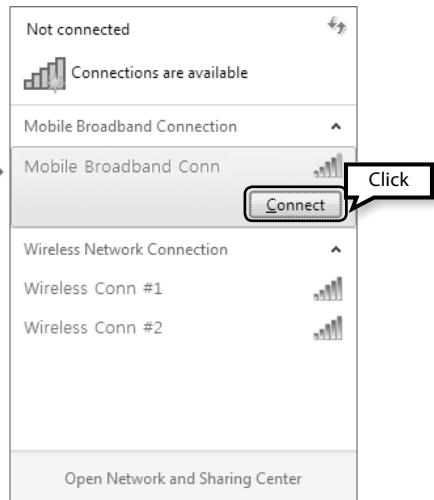 Not connected
Connections are available
Mobile Broadband Connection
Mobile Broadband Conn
Click
Connect
Wireless Network Connection
Wireless Conn #1
Wireless Conn #2
Open Network and Sharing Center